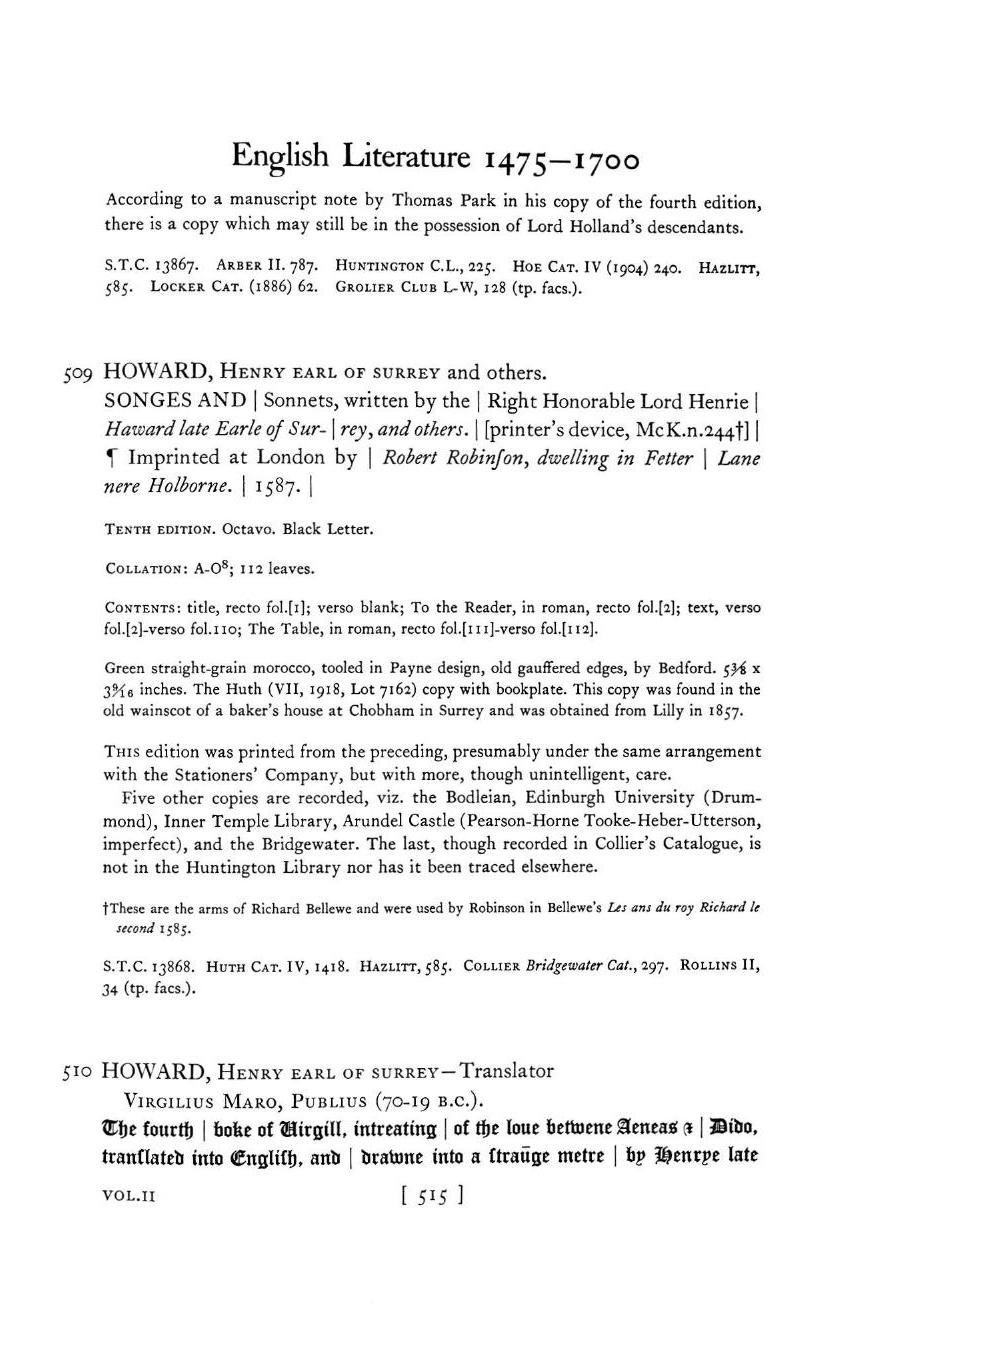 English Literature 1475–1700
According to a manuscript note by Thomas Park in his copy of the fourth edition,
there is a copy which may still be in the possession of Lord Holland's descendants.
S.T.C. 13867. Arber II. 787. Huntington C.L., 225. Hoe Cat. IV (1904) 240. Hazlitt,
585. Locker Cat. (1886) 62. Grolier Club L-W, 128 (tp. facs.).
509 HOWARD, Henry earl of surrey and others.
SONGES AND | Sonnets, written by the | Right Honorable Lord Henrie |
Haward late Earle of Sur- | rey, and others. | [printer's device, McK.n.244†] |
¶ Imprinted at London by | Robert Robinſon, dwelling in Fetter | Lane
nere Holborne. | 1587. |
Tenth edition. Octavo. Black Letter.
Collation: A-O⁸; 112 leaves.
Contents: title, recto fol.[1]; verso blank; To the Reader, in roman, recto fol.[2]; text, verso
fol.[2]-verso fol.110; The Table, in roman, recto fol.[111]-verso fol.[112].
Green straight-grain morocco, tooled in Payne design, old gauffered edges, by Bedford. 5⅜ x
3 9/16 inches. The Huth (VII, 1918, Lot 7162) copy with bookplate. This copy was found in the
old wainscot of a baker's house at Chobham in Surrey and was obtained from Lilly in 1857.
This edition was printed from the preceding, presumably under the same arrangement
with the Stationers' Company, but with more, though unintelligent, care.
Five other copies are recorded, viz. the Bodleian, Edinburgh University (Drum-
mond), Inner Temple Library, Arundel Castle (Pearson-Horne Tooke-Heber-Utterson,
imperfect), and the Bridgewater. The last, though recorded in Collier's Catalogue, is
not in the Huntington Library nor has it been traced elsewhere.
†These are the arms of Richard Bellewe and were used by Robinson in Bellewe's Les ans du roy Richard le
second 1585.
S.T.C. 13868. Huth Cat. IV, 1418. Hazlitt, 585. Collier Bridgewater Cat., 297. Rollins II,
34 (tp. facs.).
510 HOWARD, Henry earl of surrey—Translator
Virgilius Maro, Publius (70-19 b.c.).
The fourth | boke of Virgill, intreating | of the loue betwene Aeneas ⁊ | Dido,
tranſlated into Engliſh, and | drawne into a ſtraūge metre | by Henrye late
VOL.II
[ 515 ]